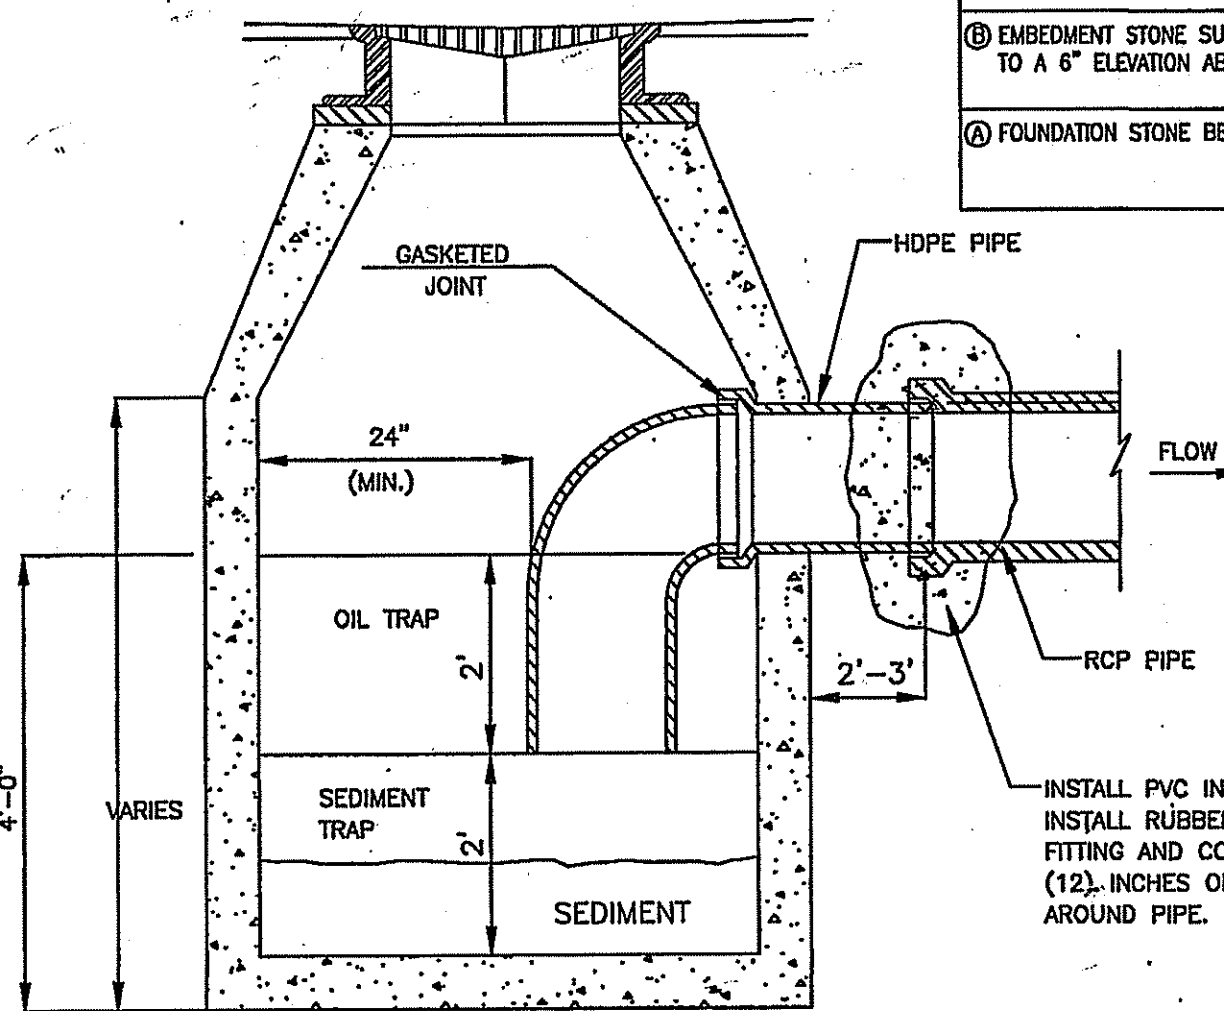 Ⓑ EMBEDMENT STONE SU
TO A 6" ELEVATION AB
Ⓐ FOUNDATION STONE BE
HDPE PIPE
GASKETED
JOINT
24"
(MIN.)
FLOW
OIL TRAP
2'
RCP PIPE
2'-3'
4'-0"
VARIES
SEDIMENT
TRAP
2'
SEDIMENT
INSTALL PVC IN
INSTALL RUBBE
FITTING AND CO
(12) INCHES O
AROUND PIPE.